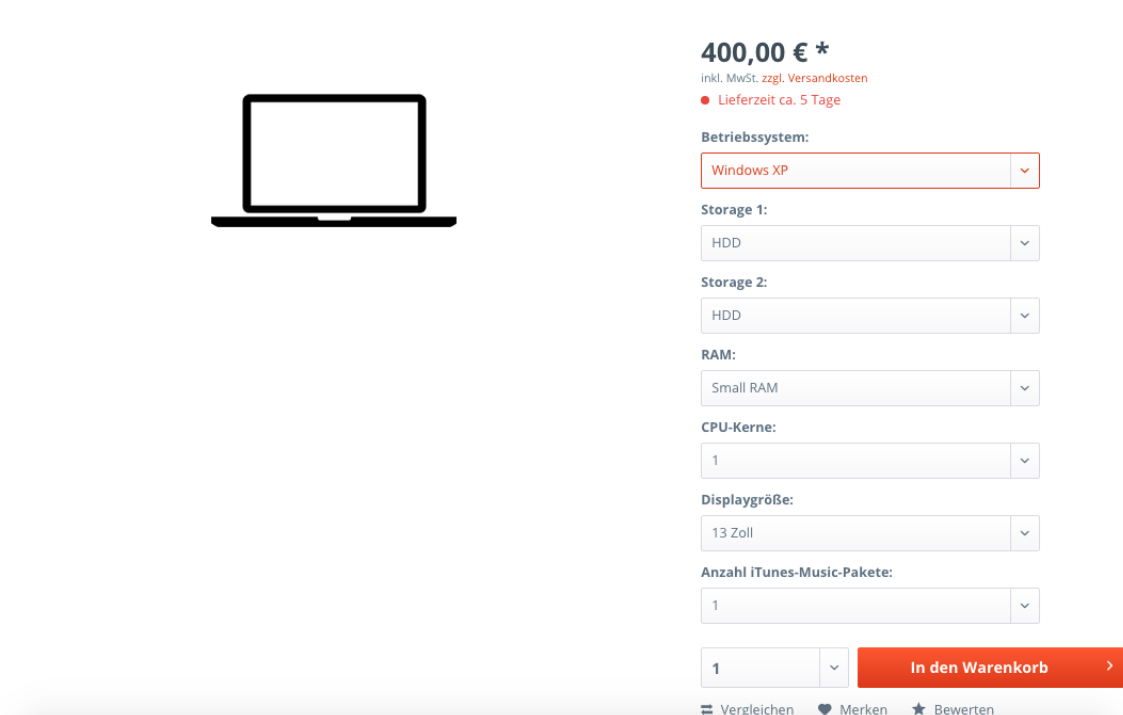 400,00 € *
inkl. MwSt. zzgl. Versandkosten
Lieferzeit ca. 5 Tage
Betriebssystem:
Windows XP
Storage 1:
HDD
Storage 2:
HDD
RAM:
Small RAM
CPU-Kerne:
1
Displaygröße:
13 Zoll
Anzahl iTunes-Music-Pakete:
1
1 In den Warenkorb
Vergleichen Merken Bewerten